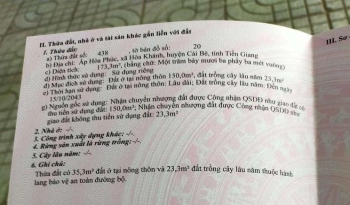 II. Thửa đất, nhà ở và tài sản khác gắn liền với đất
1. Thửa đất:
a) Thửa đất số: 438 , tờ bản đồ số: 20
b) Địa chỉ: Ấp Hòa Phúc, xã Hòa Khánh, huyện Cái Bè, tỉnh Tiền Giang
c) Diện tích: 173,3m², (bằng chữ: Một trăm bảy mươi ba phẩy ba mét vuông)
d) Hình thức sử dụng: Sử dụng riêng
đ) Mục đích sử dụng: Đất ở tại nông thôn 150,0m², đất trồng cây lâu năm 23,3m²
e) Thời hạn sử dụng: Đất ở tại nông thôn: Lâu dài; Đất trồng cây lâu năm: Đến ngày
15/10/2043
g) Nguồn gốc sử dụng: Nhận chuyển nhượng đất được Công nhận QSDĐ như giao đất có
thu tiền sử dụng đất: 150,0m²; Nhận chuyển nhượng đất được Công nhận QSDĐ như
giao đất không thu tiền sử dụng đất: 23,3m²
2. Nhà ở: -/-.
3. Công trình xây dựng khác: -/-.
4. Rừng sản xuất là rừng trồng: -/-.
5. Cây lâu năm: -/-.
6. Ghi chú:
Thửa đất có 35,3m² đất ở tại nông thôn và 23,3m² đất trồng cây lâu năm thuộc hành
lang bảo vệ an toàn đường bộ.
III. Sơ